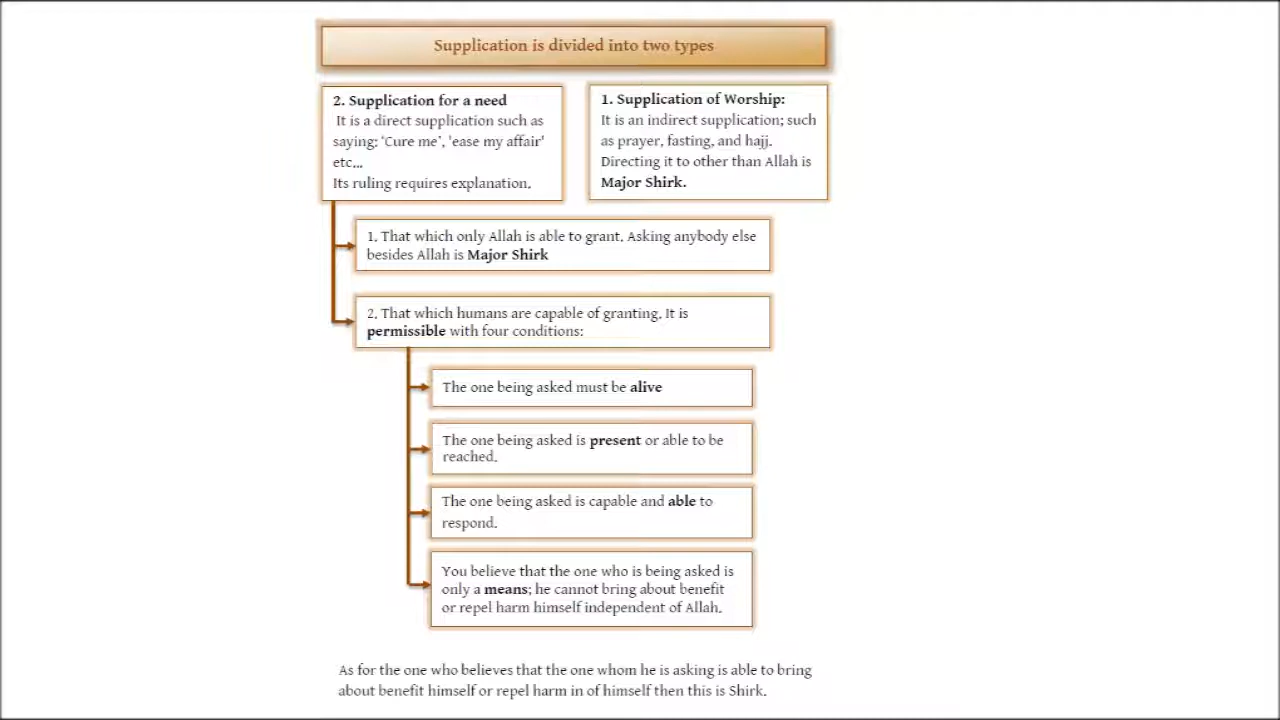 Supplication is divided into two types
2. Supplication for a need
It is a direct supplication such as
saying: 'Cure me', 'ease my affair'
etc...
Its ruling requires explanation.
1. Supplication of Worship:
It is an indirect supplication; such
as prayer, fasting, and hajj.
Directing it to other than Allah is
Major Shirk.
1. That which only Allah is able to grant. Asking anybody else
besides Allah is Major Shirk
2. That which humans are capable of granting. It is
permissible with four conditions:
The one being asked must be alive
The one being asked is present or able to be
reached.
The one being asked is capable and able to
respond.
You believe that the one who is being asked is
only a means; he cannot bring about benefit
or repel harm himself independent of Allah.
As for the one who believes that the one whom he is asking is able to bring
about benefit himself or repel harm in of himself then this is Shirk.